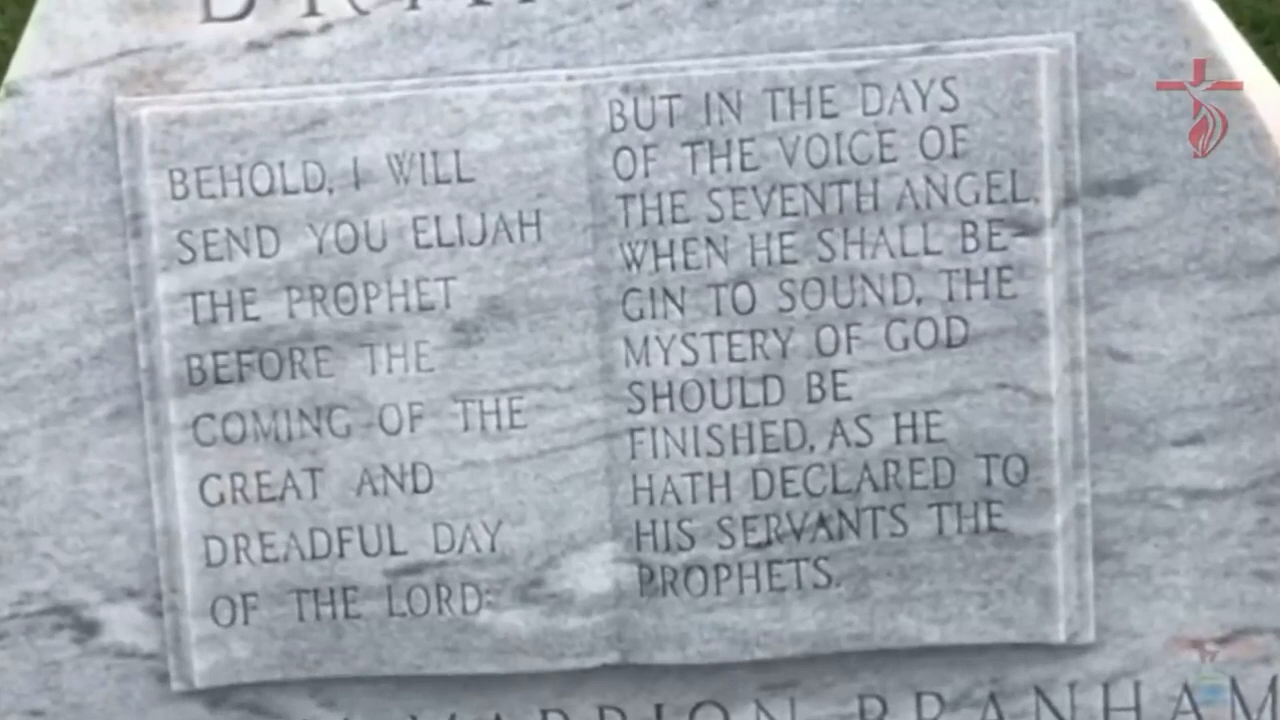 BEHOLD, I WILL
SEND YOU ELIJAH
THE PROPHET
BEFORE THE
COMING OF THE
GREAT AND
DREADFUL DAY
OF THE LORD:
BUT IN THE DAYS
OF THE VOICE OF
THE SEVENTH ANGEL,
WHEN HE SHALL BE-
GIN TO SOUND, THE
MYSTERY OF GOD
SHOULD BE
FINISHED, AS HE
HATH DECLARED TO
HIS SERVANTS THE
PROPHETS.
BRANHAM